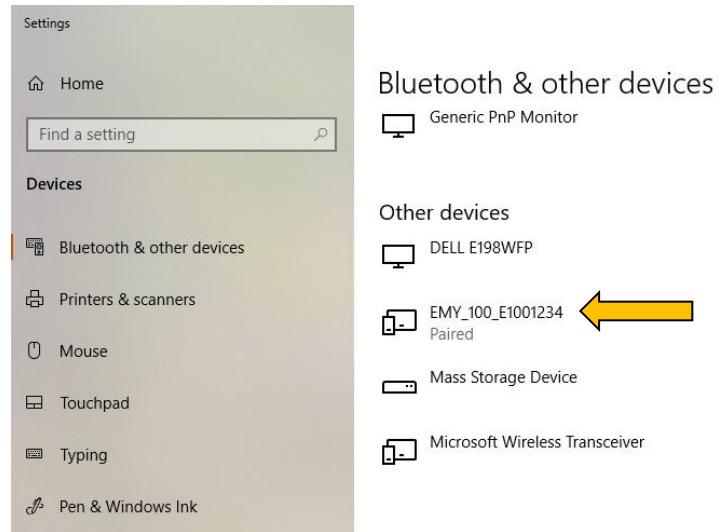 Settings
Home
Find a setting
Devices
Bluetooth & other devices
Printers & scanners
Mouse
Touchpad
Typing
Pen & Windows Ink
Bluetooth & other devices
Generic PnP Monitor
Other devices
DELL E198WFP
EMY_100_E1001234
Paired
Mass Storage Device
Microsoft Wireless Transceiver